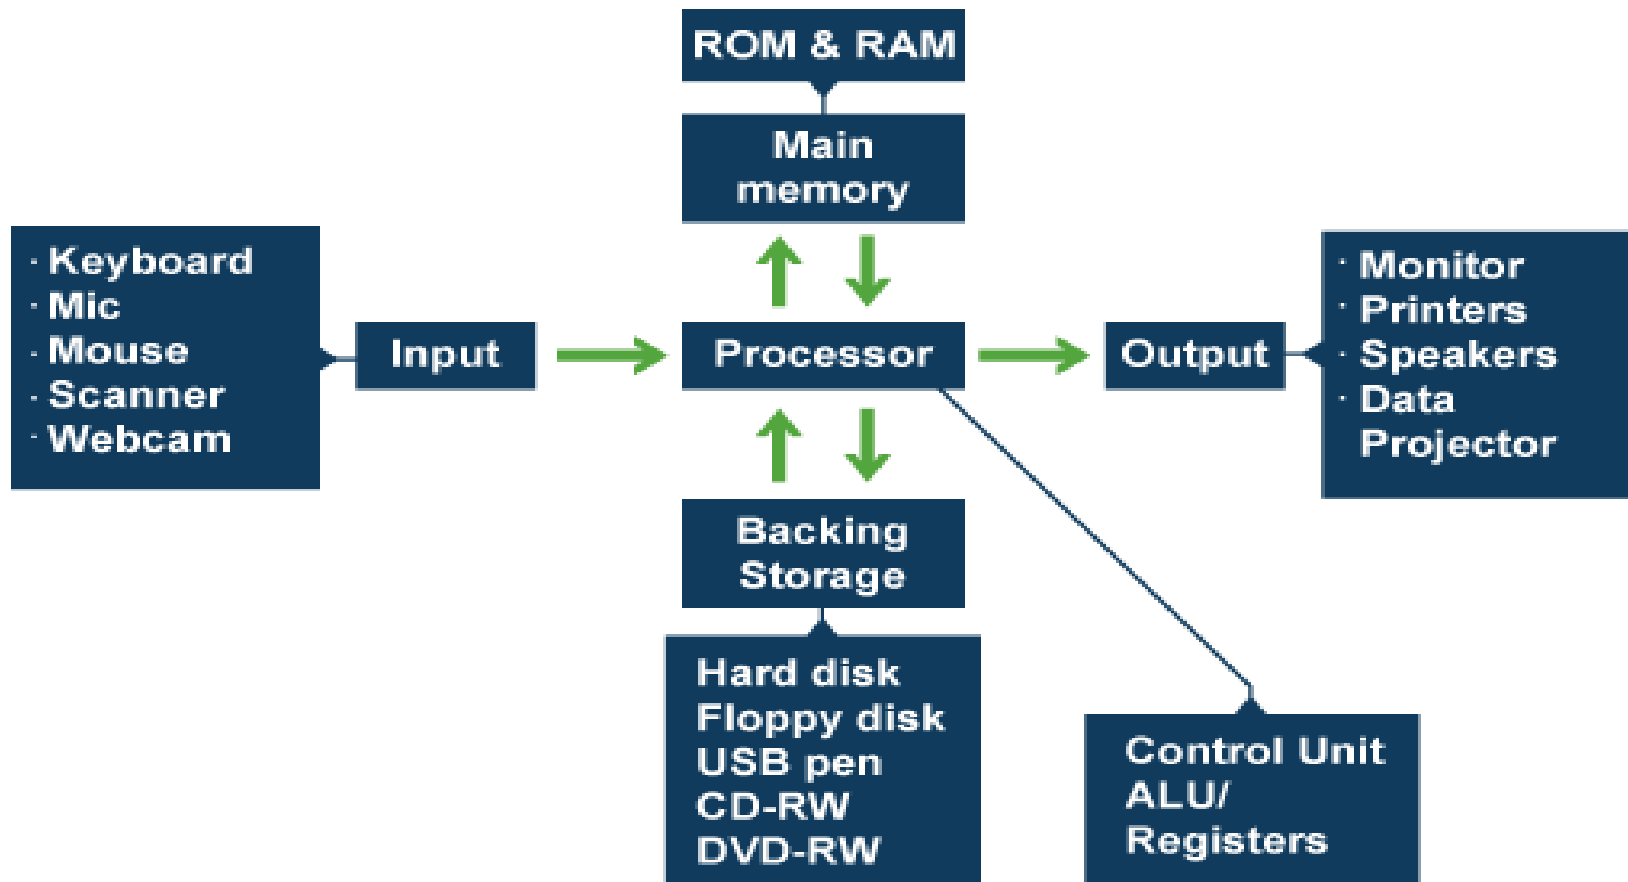 ROM & RAM
Main
memory
· Keyboard
· Mic
· Mouse
· Scanner
· Webcam
Input
Processor
Output
· Monitor
· Printers
· Speakers
· Data
Projector
Backing
Storage
Hard disk
Floppy disk
USB pen
CD-RW
DVD-RW
Control Unit
ALU/
Registers